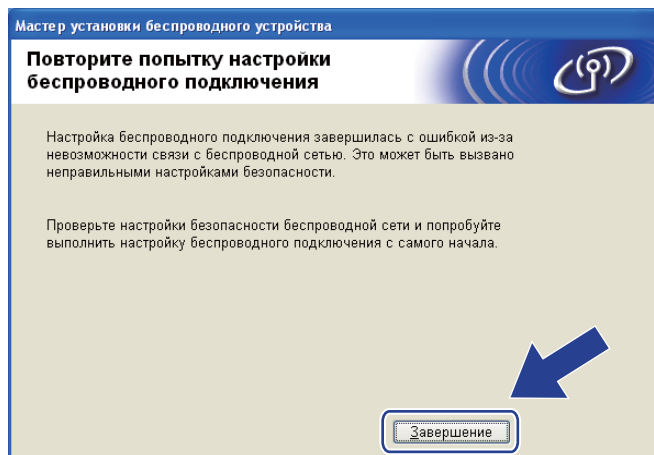 Мастер установки беспроводного устройства
Повторите попытку настройки
беспроводного подключения
Настройка беспроводного подключения завершилась с ошибкой из-за
невозможности связи с беспроводной сетью. Это может быть вызвано
неправильными настройками безопасности.
Проверьте настройки безопасности беспроводной сети и попробуйте
выполнить настройку беспроводного подключения с самого начала.
Завершение